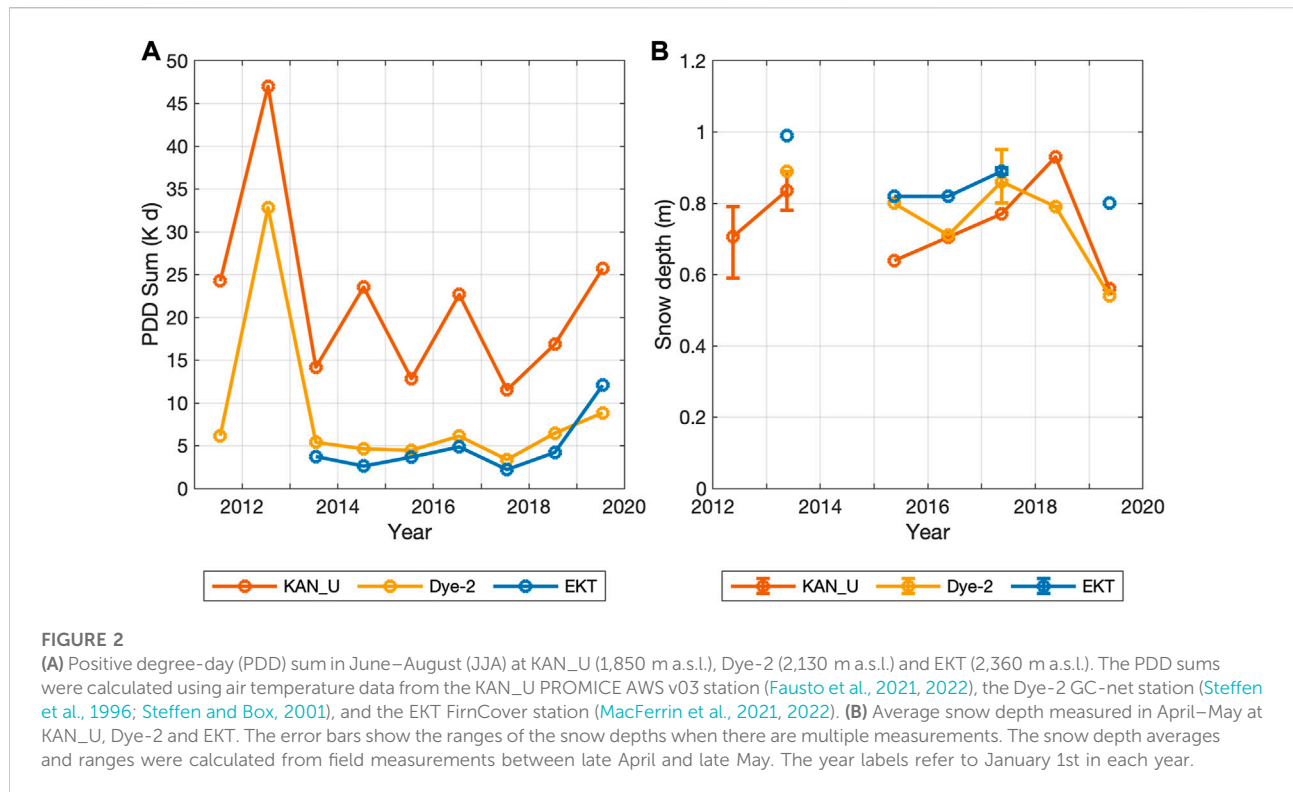 A
50
45
40
35
30
25
20
15
10
5
0
PDD Sum (K d)
2012 2014 2016 2018 2020
Year
KAN_U Dye-2 EKT
B
1.2
1
0.8
0.6
0.4
0.2
0
Snow depth (m)
2012 2014 2016 2018 2020
Year
KAN_U Dye-2 EKT
FIGURE 2
(A) Positive degree-day (PDD) sum in June–August (JJA) at KAN_U (1,850 m a.s.l.), Dye-2 (2,130 m a.s.l.) and EKT (2,360 m a.s.l.). The PDD sums
were calculated using air temperature data from the KAN_U PROMICE AWS v03 station (Fausto et al., 2021, 2022), the Dye-2 GC-net station (Steffen
et al., 1996; Steffen and Box, 2001), and the EKT FirnCover station (MacFerrin et al., 2021, 2022). (B) Average snow depth measured in April–May at
KAN_U, Dye-2 and EKT. The error bars show the ranges of the snow depths when there are multiple measurements. The snow depth averages
and ranges were calculated from field measurements between late April and late May. The year labels refer to January 1st in each year.